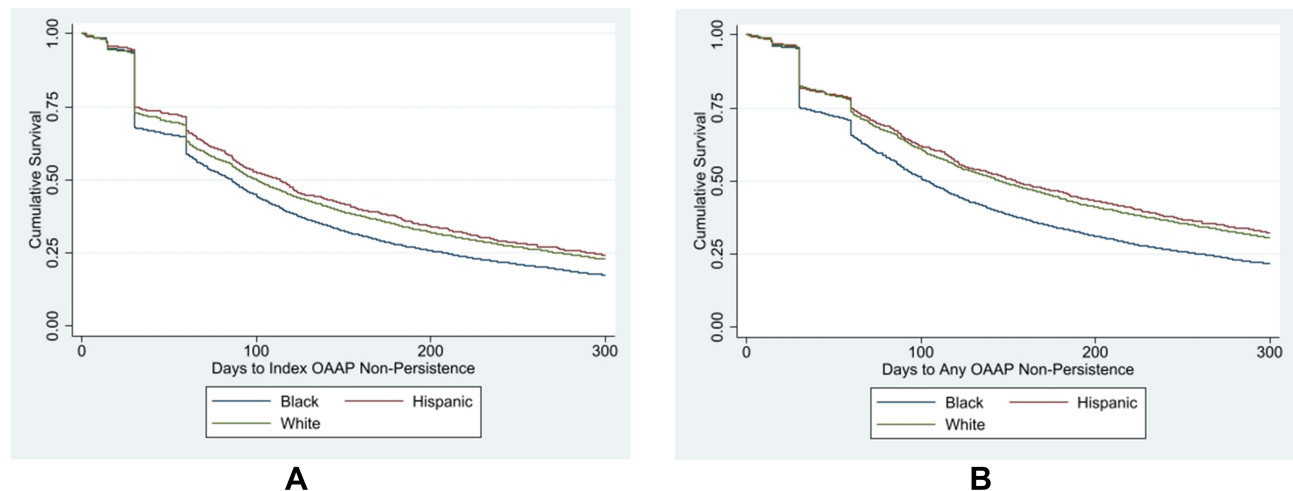 Cumulative Survival
1.00
0.75
0.50
0.25
0.00
0 100 200 300
Days to Index OAAP Non-Persistence
Black Hispanic
White
A
Cumulative Survival
1.00
0.75
0.50
0.25
0.00
0 100 200 300
Days to Any OAAP Non-Persistence
Black Hispanic
White
B